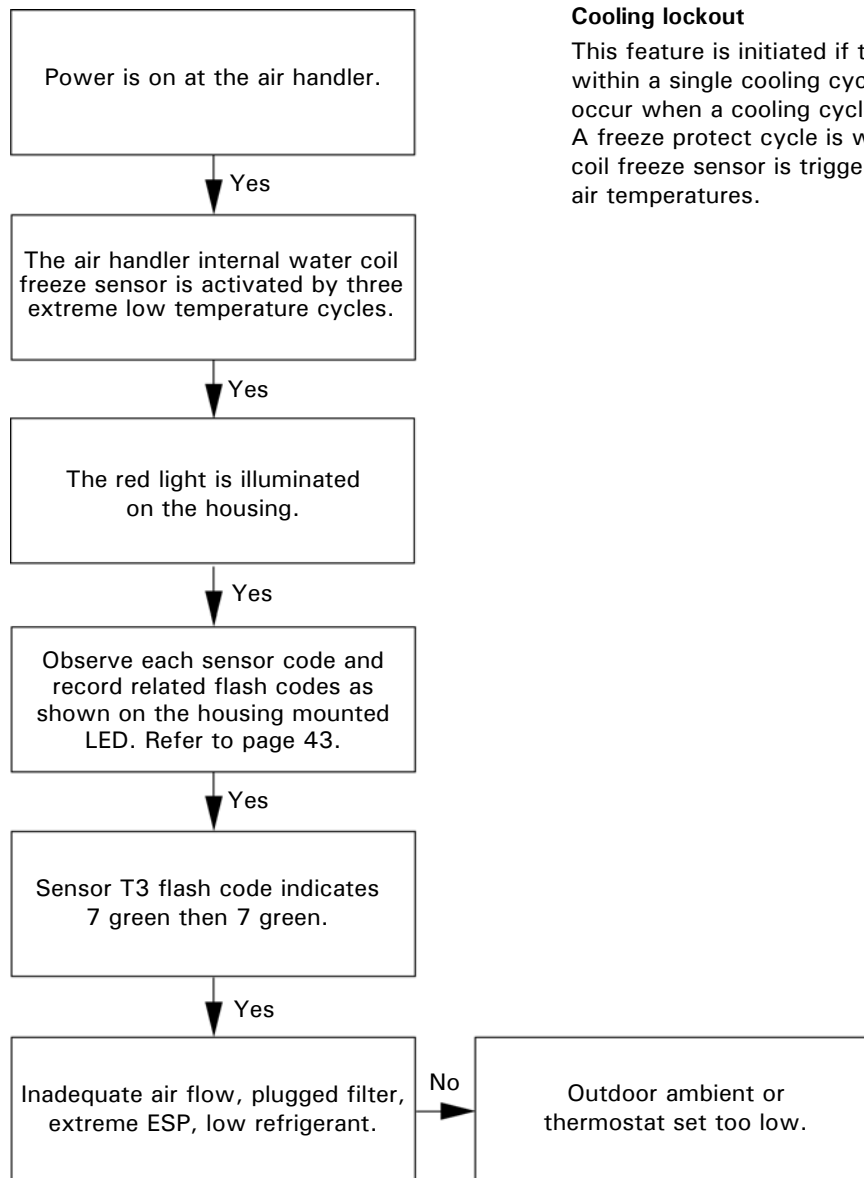 Cooling lockout
This feature is initiated if
within a single cooling
occur when a cooling
A freeze protect cycle is
coil freeze sensor is
air temperatures.
Power is on at the air handler.
Yes
The air handler internal water coil
freeze sensor is activated by three
extreme low temperature cycles.
Yes
The red light is illuminated
on the housing.
Yes
Observe each sensor code and
record related flash codes as
shown on the housing mounted
LED. Refer to page 43.
Yes
Sensor T3 flash code indicates
7 green then 7 green.
Yes
Inadequate air flow, plugged filter,
extreme ESP, low refrigerant.
No
Outdoor ambient or
thermostat set too low.